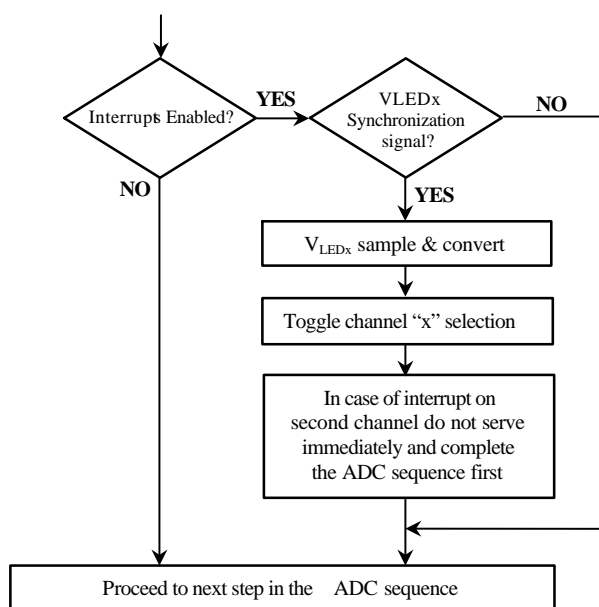 Interrupts Enabled?
YES
VLEDx
Synchronization
signal?
NO
NO
YES
VLEDx sample & convert
Toggle channel “x” selection
In case of interrupt on
second channel do not serve
immediately and complete
the ADC sequence first
Proceed to next step in the ADC sequence